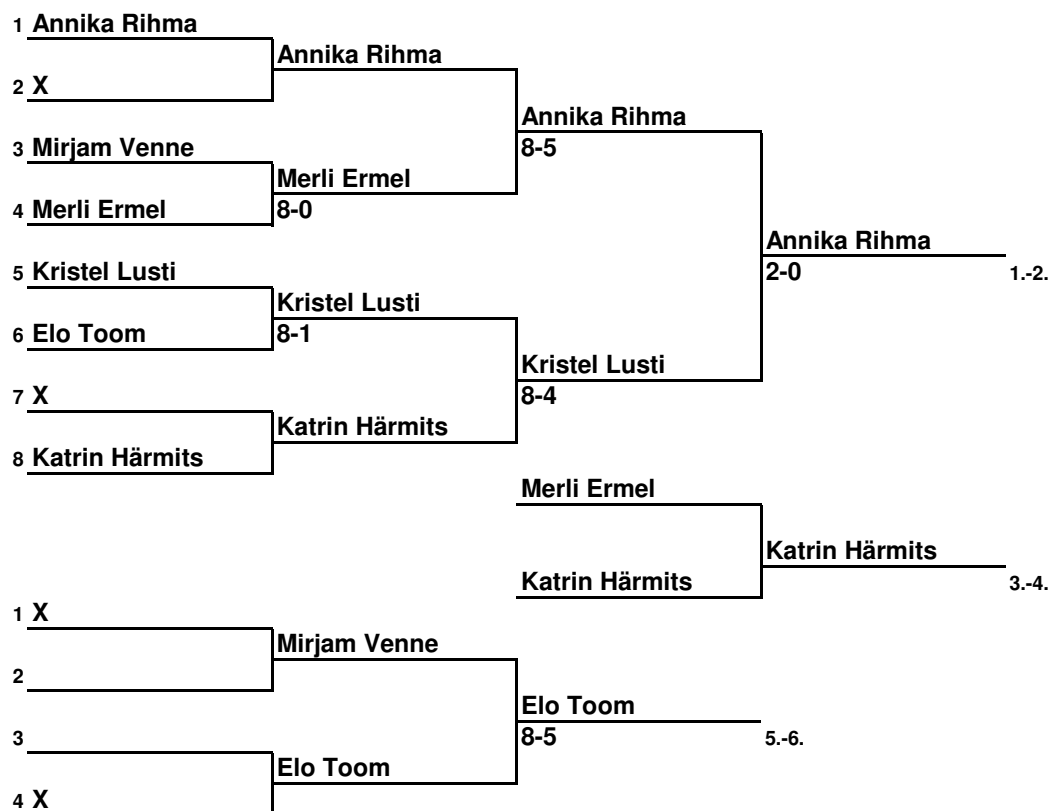 1 Annika Rihma
Annika Rihma
2 X
Annika Rihma
8-5
3 Mirjam Venne
Merli Ermel
8-0
4 Merli Ermel
Annika Rihma
2-0
1.-2.
5 Kristel Lusti
Kristel Lusti
8-1
6 Elo Toom
Kristel Lusti
8-4
7 X
Katrin Härmits
8 Katrin Härmits
Merli Ermel
Katrin Härmits
3.-4.
Katrin Härmits
1 X
Mirjam Venne
2
Elo Toom
8-5
5.-6.
3
Elo Toom
4 X